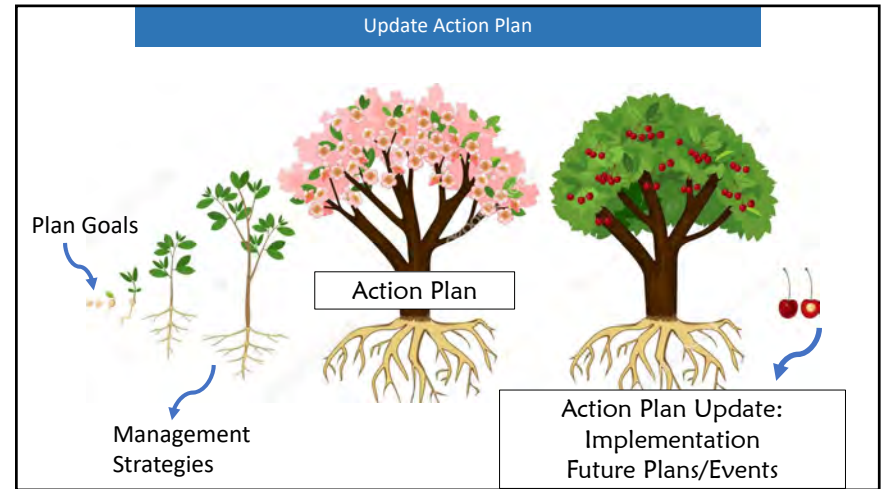 Update Action Plan
Plan Goals
Action Plan
Management
Strategies
Action Plan Update:
Implementation
Future Plans/Events